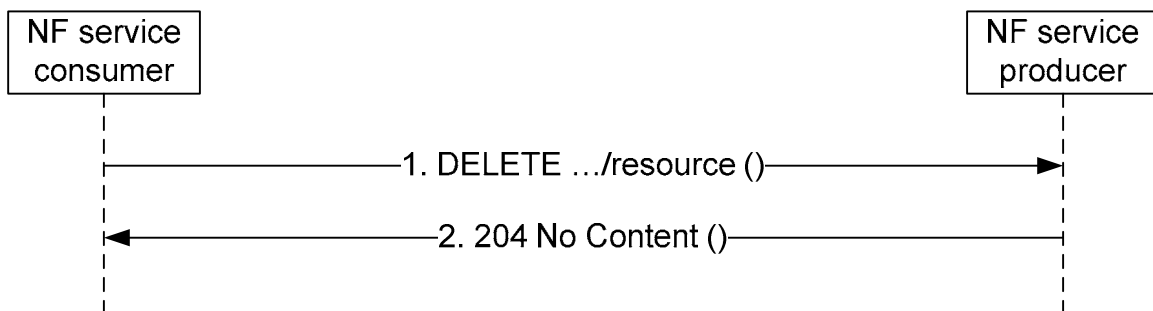 NF service
consumer
NF service
producer
1. DELETE …/resource ()
2. 204 No Content ()